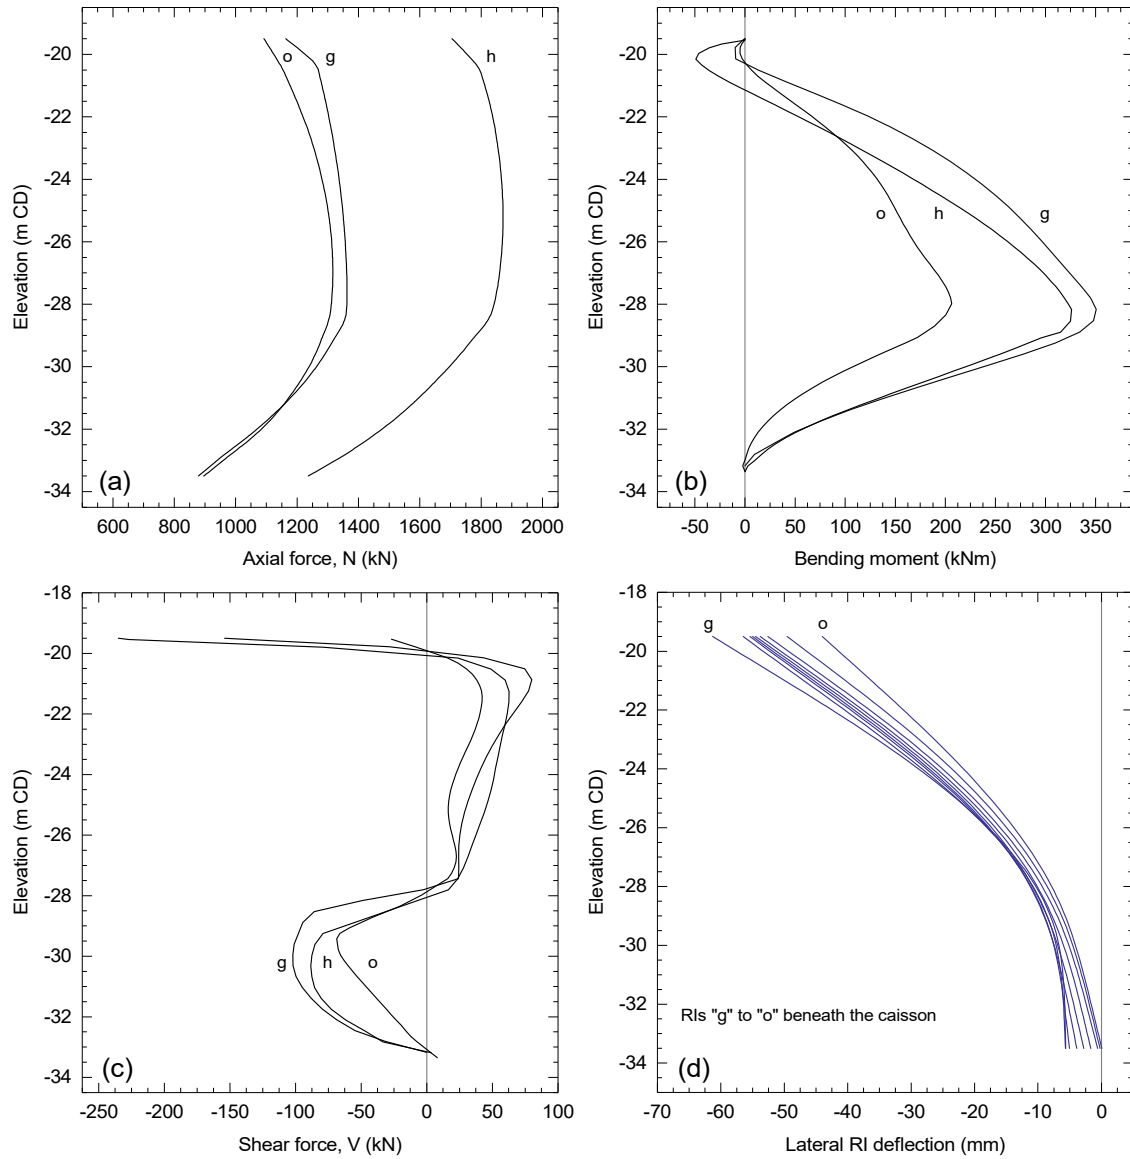 -20
-22
-24
-26
-28
-30
-32
-34
Elevation (m CD)
o
g
h
(a)
600 800 1000 1200 1400 1600 1800 2000
Axial force, N (kN)
-20
-22
-24
-26
-28
-30
-32
-34
Elevation (m CD)
o
h
g
(b)
-50 0 50 100 150 200 250 300 350
Bending moment (kNm)
-18
-20
-22
-24
-26
-28
-30
-32
-34
Elevation (m CD)
g
h
o
(c)
-250 -200 -150 -100 -50 0 50 100
Shear force, V (kN)
-18
-20
-22
-24
-26
-28
-30
-32
-34
Elevation (m CD)
g
o
RIs "g" to "o" beneath the caisson
(d)
-70 -60 -50 -40 -30 -20 -10 0
Lateral RI deflection (mm)